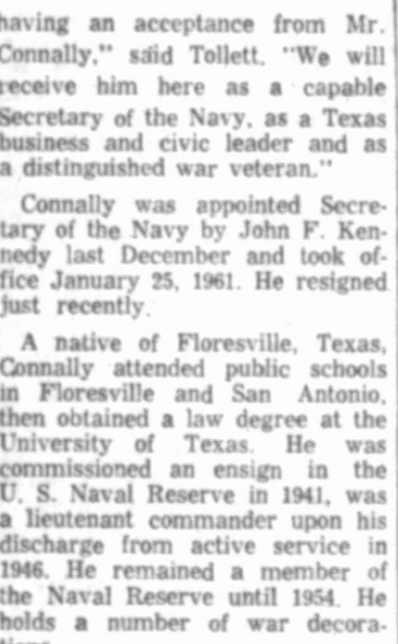 having an acceptance from Mr.
Connally," said Tollett. "We will
receive him here as a capable
Secretary of the Navy, as a Texas
business and civic leader and as
a distinguished war veteran."
Connally was appointed Secre-
tary of the Navy by John F. Ken-
nedy last December and took of-
fice January 25, 1961. He resigned
just recently.
A native of Floresville, Texas,
Connally attended public schools
in Floresville and San Antonio,
then obtained a law degree at the
University of Texas. He was
commissioned an ensign in the
U. S. Naval Reserve in 1941, was
a lieutenant commander upon his
discharge from active service in
1946. He remained a member of
the Naval Reserve until 1954. He
holds a number of war decora-